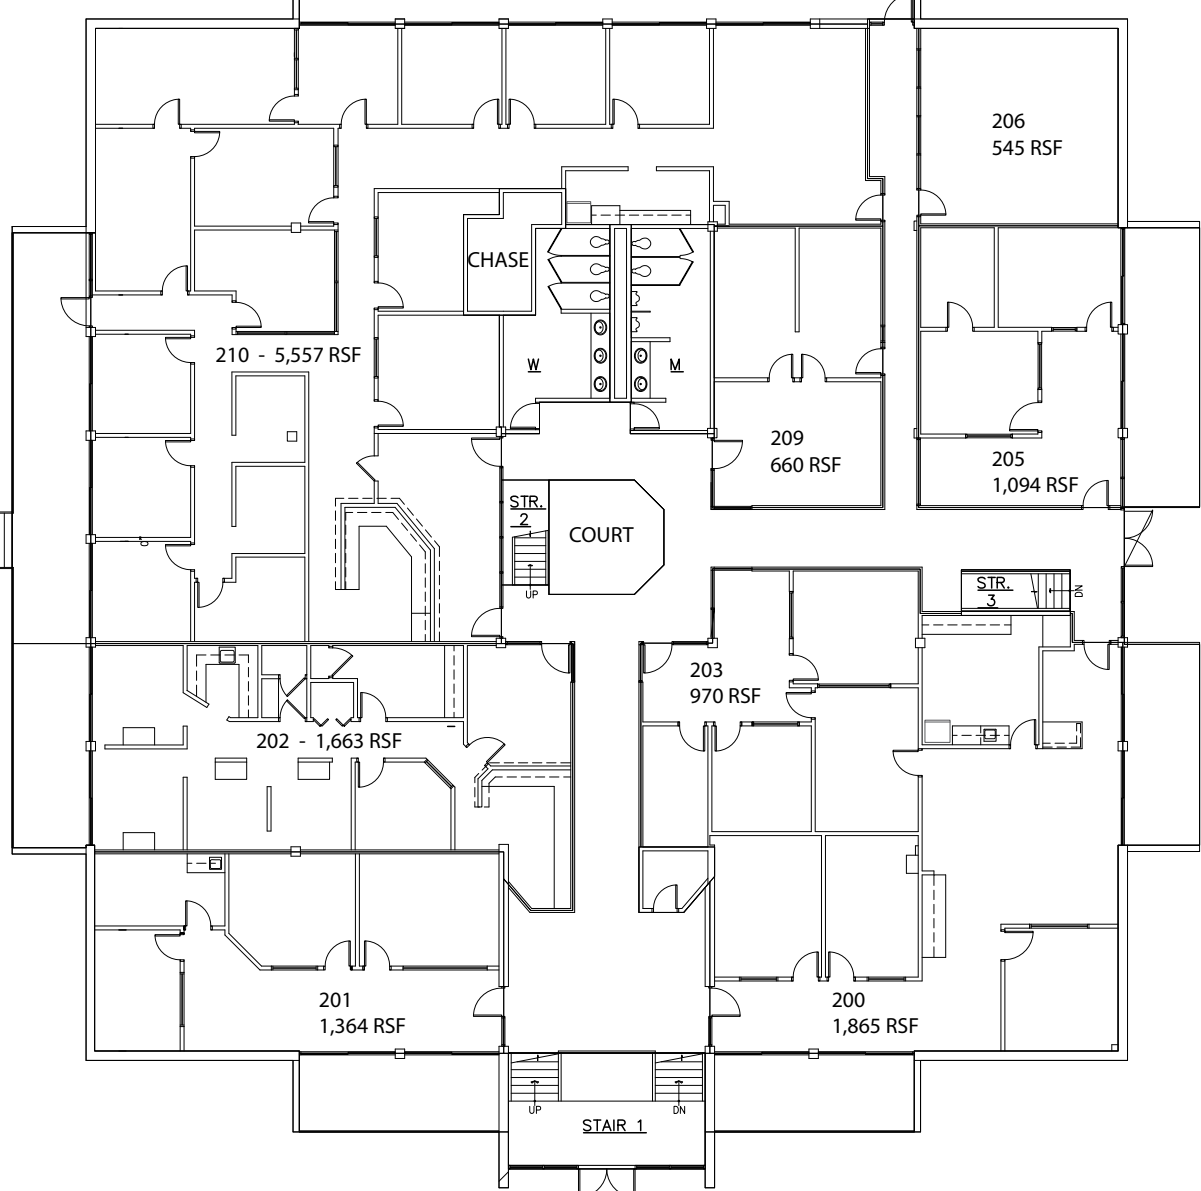 206
545 RSF
CHASE
210 - 5,557 RSF
W
M
209
660 RSF
205
1,094 RSF
STR.
2
UP
COURT
STR.
3
DN
203
970 RSF
202 - 1,663 RSF
201
1,364 RSF
200
1,865 RSF
UP
DN
STAIR 1